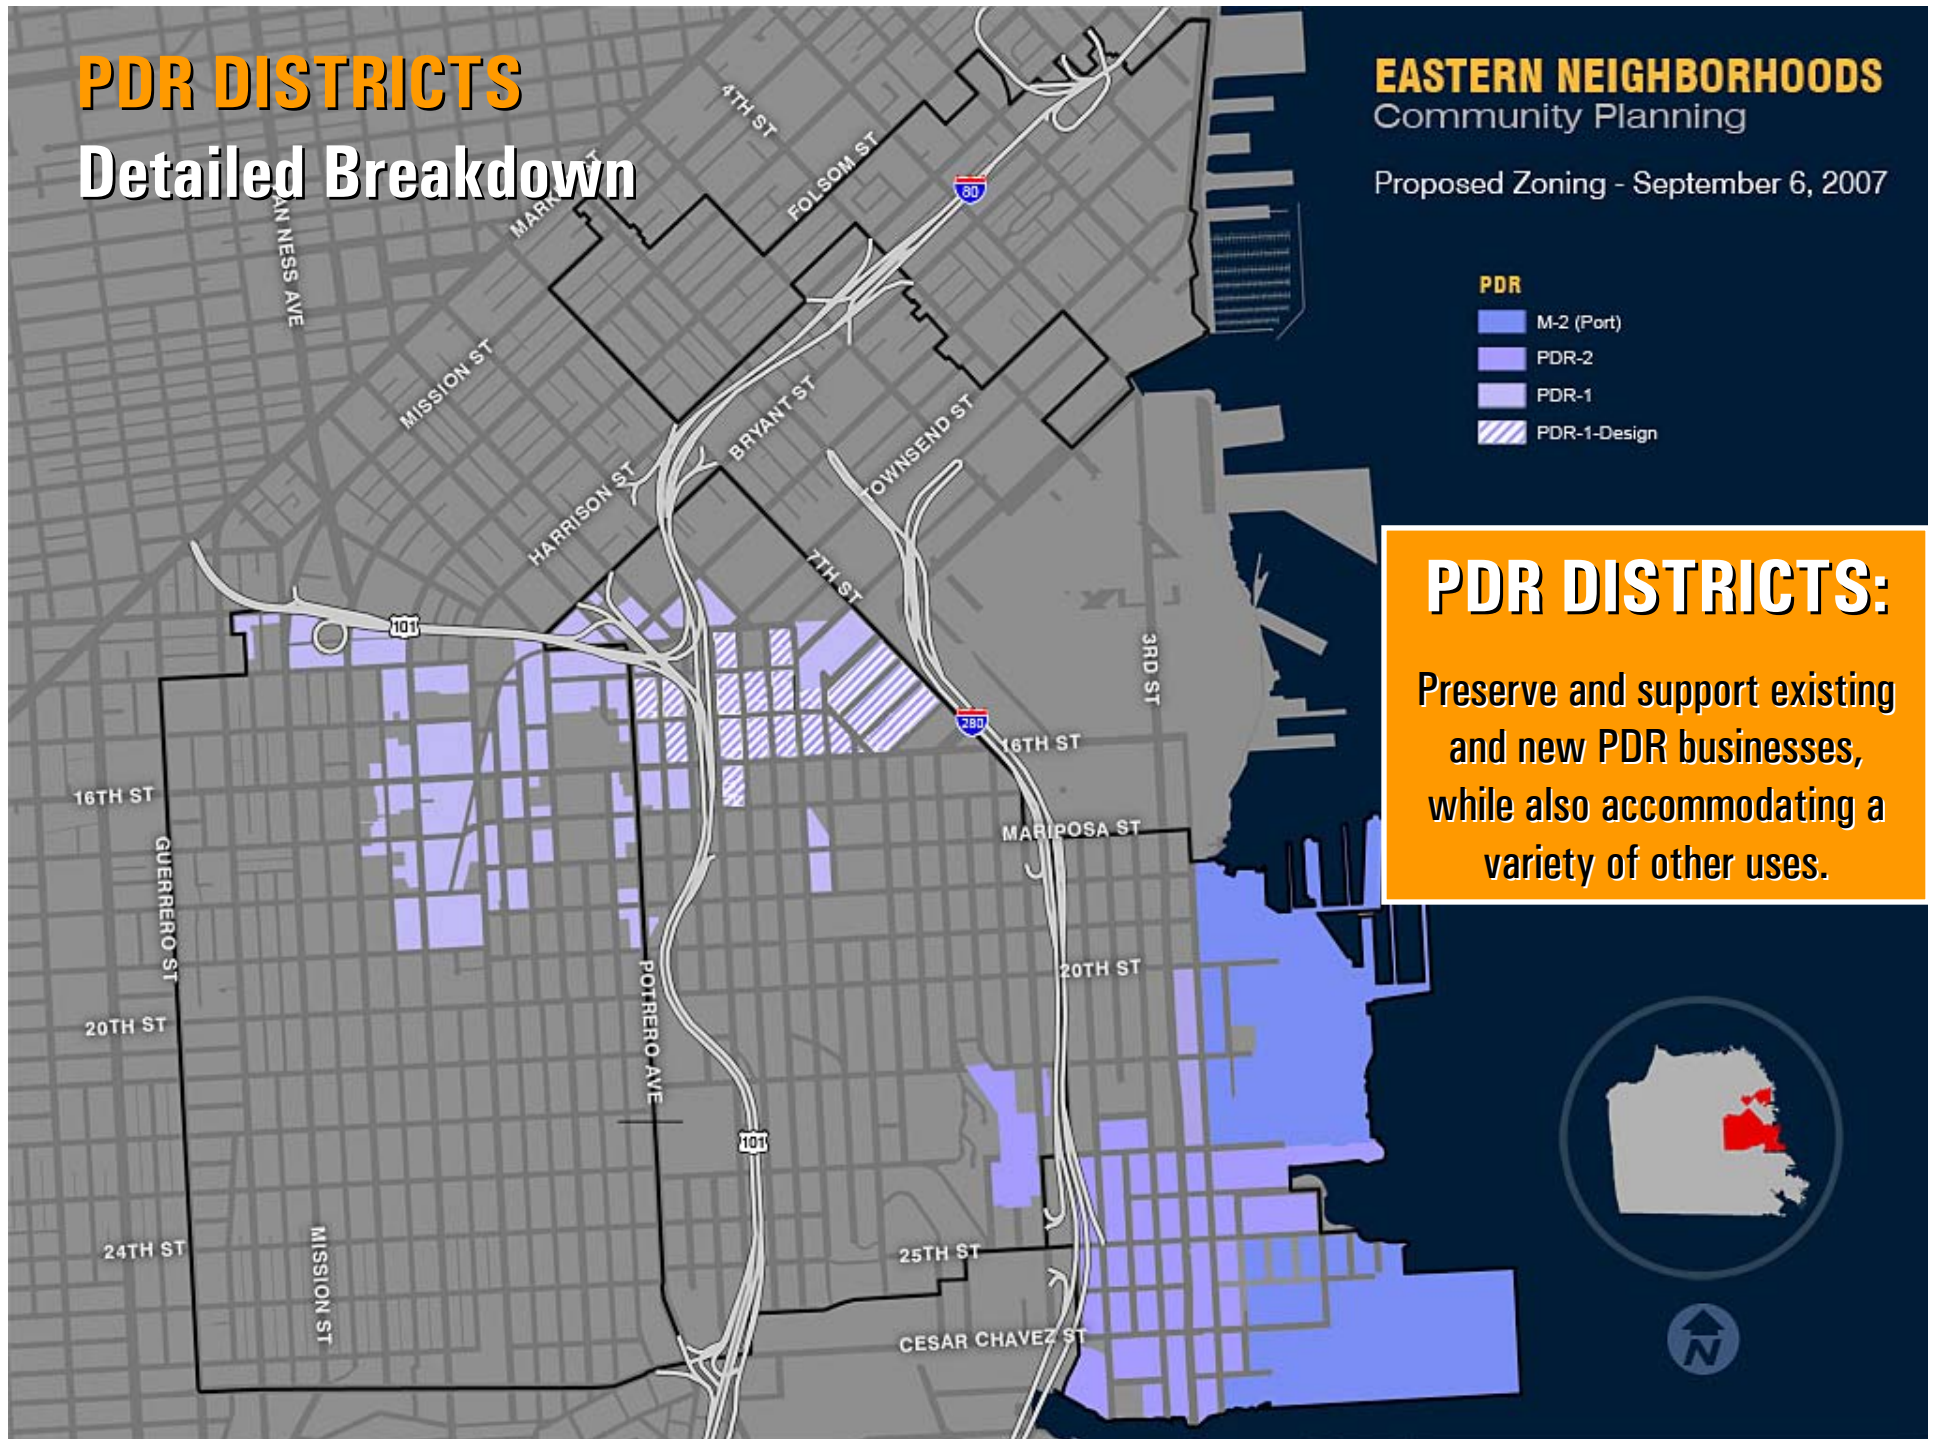 PDR DISTRICTS
Detailed Breakdown
EASTERN NEIGHBORHOODS
Community Planning
Proposed Zoning - September 6, 2007
PDR
M-2 (Port)
PDR-2
PDR-1
PDR-1-Design
PDR DISTRICTS:
Preserve and support existing
and new PDR businesses,
while also accommodating a
variety of other uses.
4TH ST
FOLSOM ST
80
AN NESS AVE
MISSION ST
BRYANT ST
TOWNSEND ST
HARRISON ST
7TH ST
101
3RD ST
280
16TH ST
16TH ST
MARIPOSA ST
GUERRERO ST
POTRERO AVE
20TH ST
20TH ST
101
24TH ST
MISSION ST
25TH ST
CESAR CHAVEZ ST
N